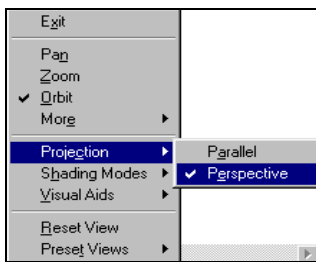 Exit
Pan
Zoom
Orbit
More
Projection
Parallel
Shading Modes
Perspective
Visual Aids
Reset View
Preset Views